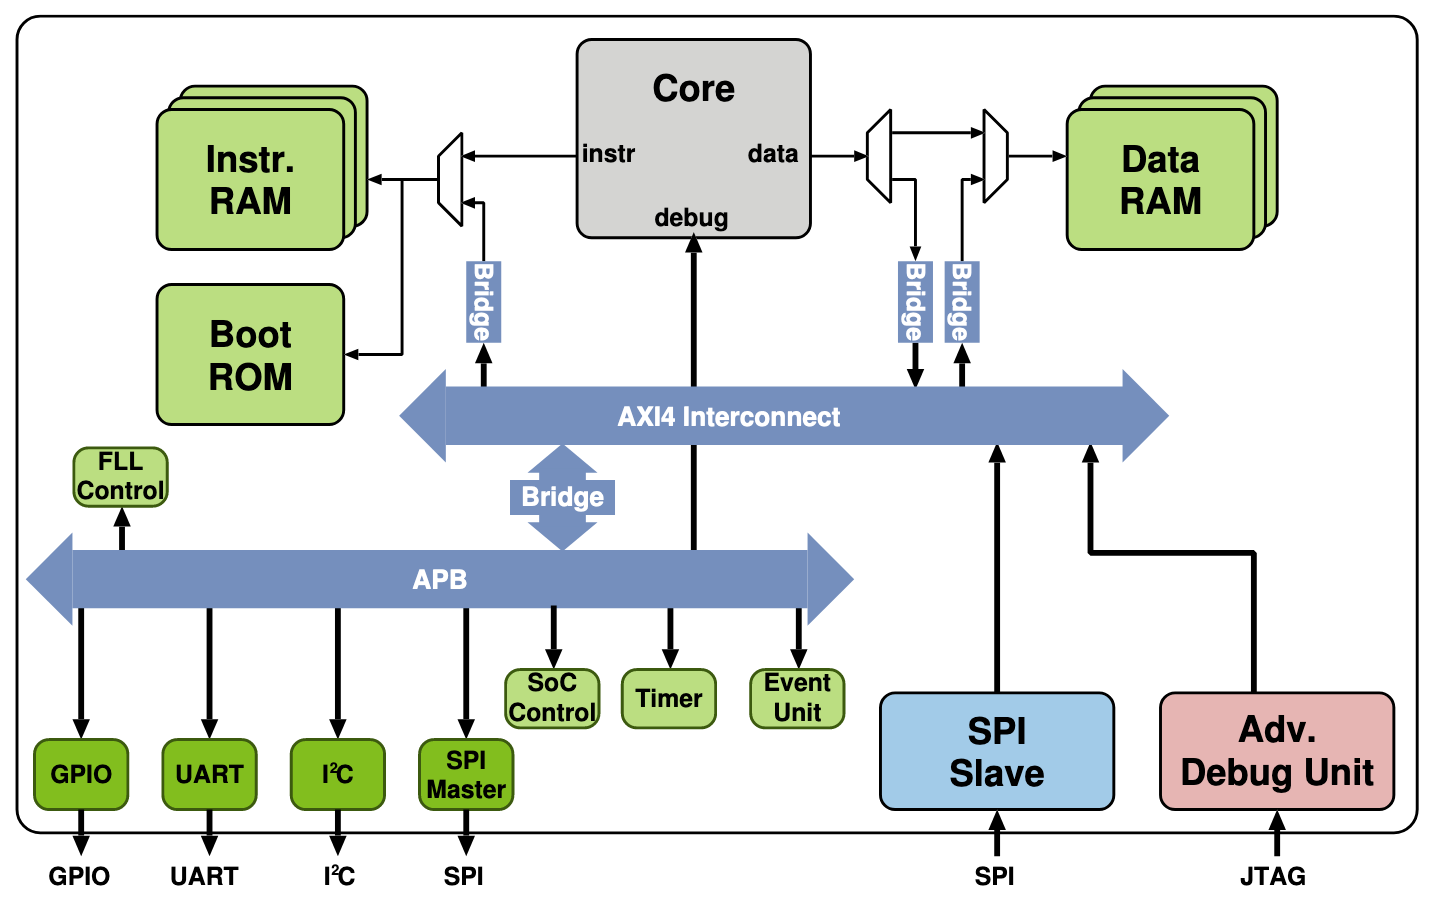 Core
instr
data
debug
Instr.
RAM
Data
RAM
Boot
ROM
Bridge
Bridge
Bridge
AXI4 Interconnect
FLL
Control
Bridge
APB
SoC
Control
Timer
Event
Unit
GPIO
UART
I²C
SPI
Master
SPI
Slave
Adv.
Debug Unit
GPIO
UART
I²C
SPI
SPI
JTAG